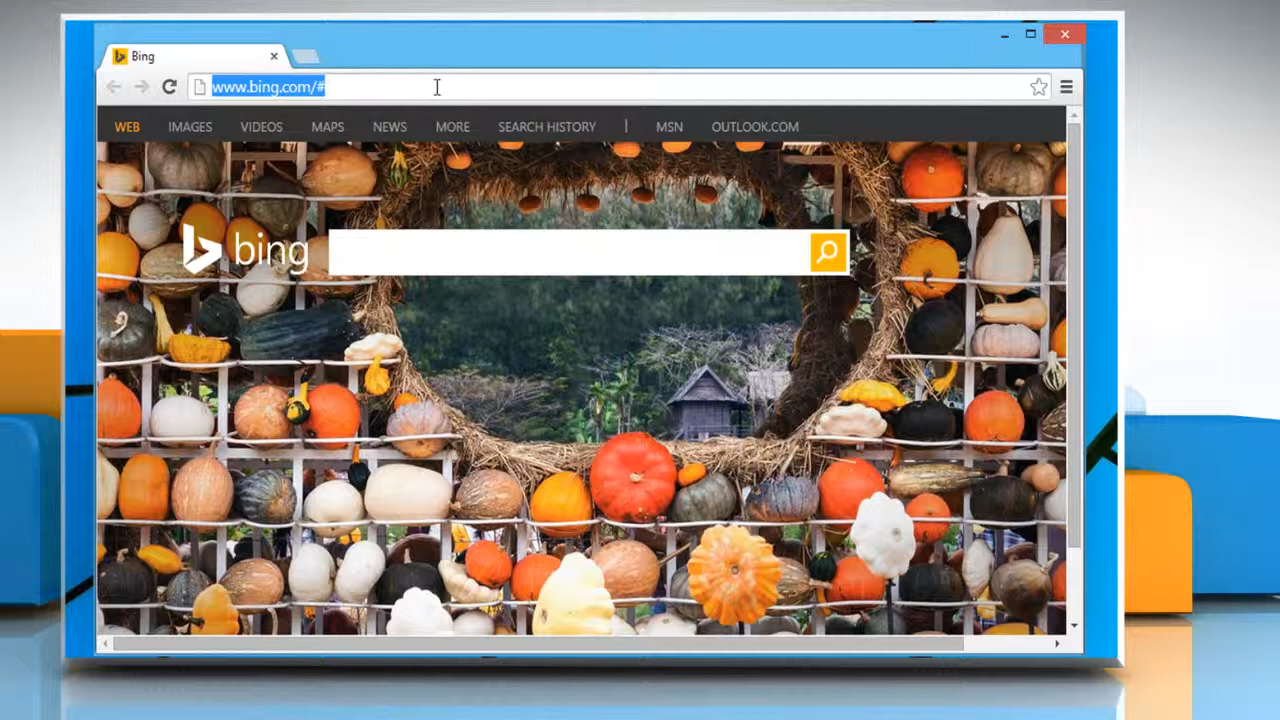 Bing
www.bing.com/#
WEB IMAGES VIDEOS MAPS NEWS MORE SEARCH HISTORY | MSN OUTLOOK.COM
bing